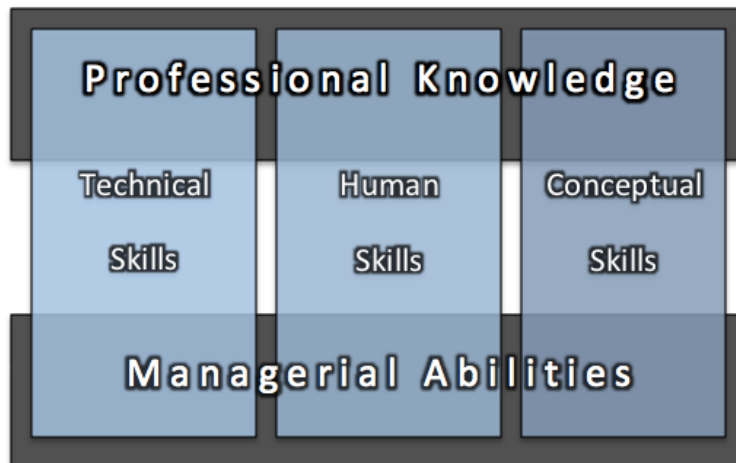 Professional Knowledge
Technical Skills
Human Skills
Conceptual Skills
Managerial Abilities